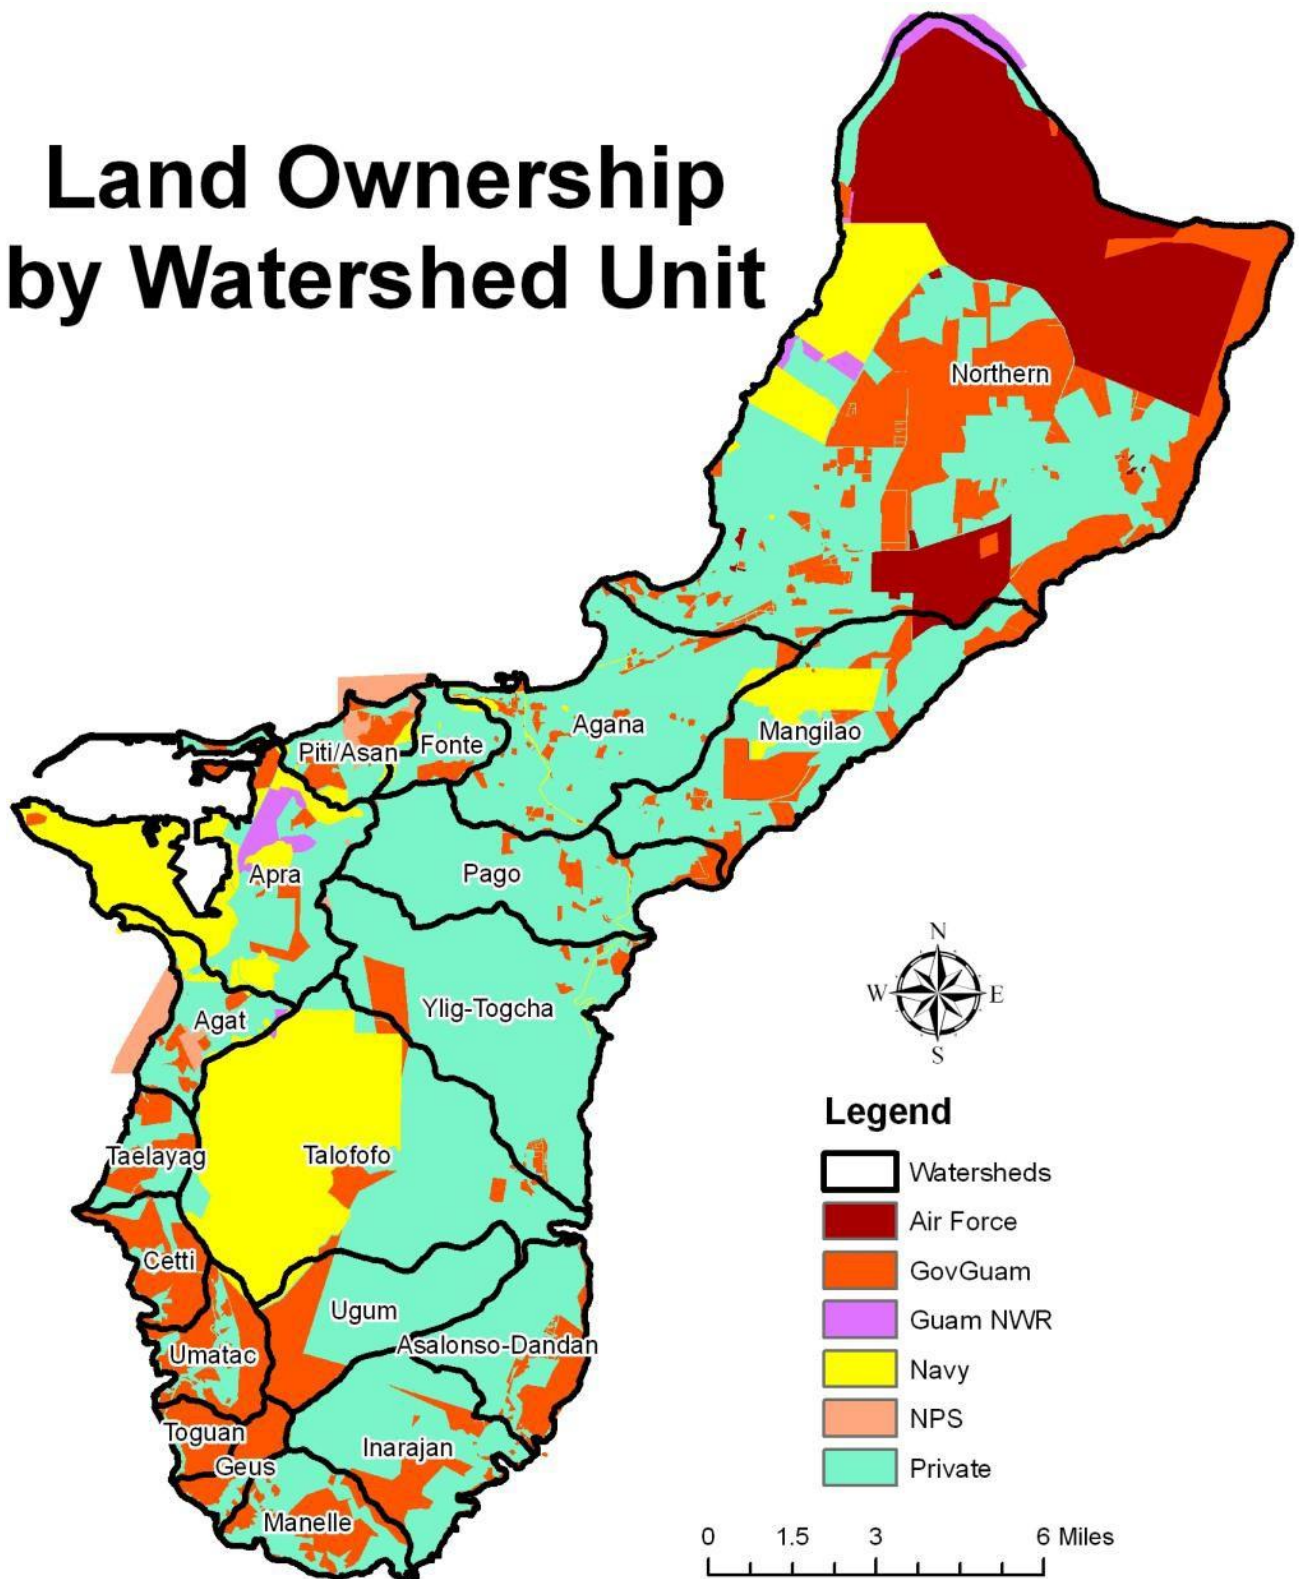 Land Ownership
by Watershed Unit
Northern
Agana
Mangilao
Piti/Asan
Fonte
Apra
Pago
Ylig-Togcha
Agat
Talofofo
Taelayag
Cetti
Ugum
Asalonso-Dandan
Umatac
Toguan
Geus
Inarajan
Manelle
N
W
E
S
Legend
Watersheds
Air Force
GovGuam
Guam NWR
Navy
NPS
Private
0 1.5 3 6 Miles